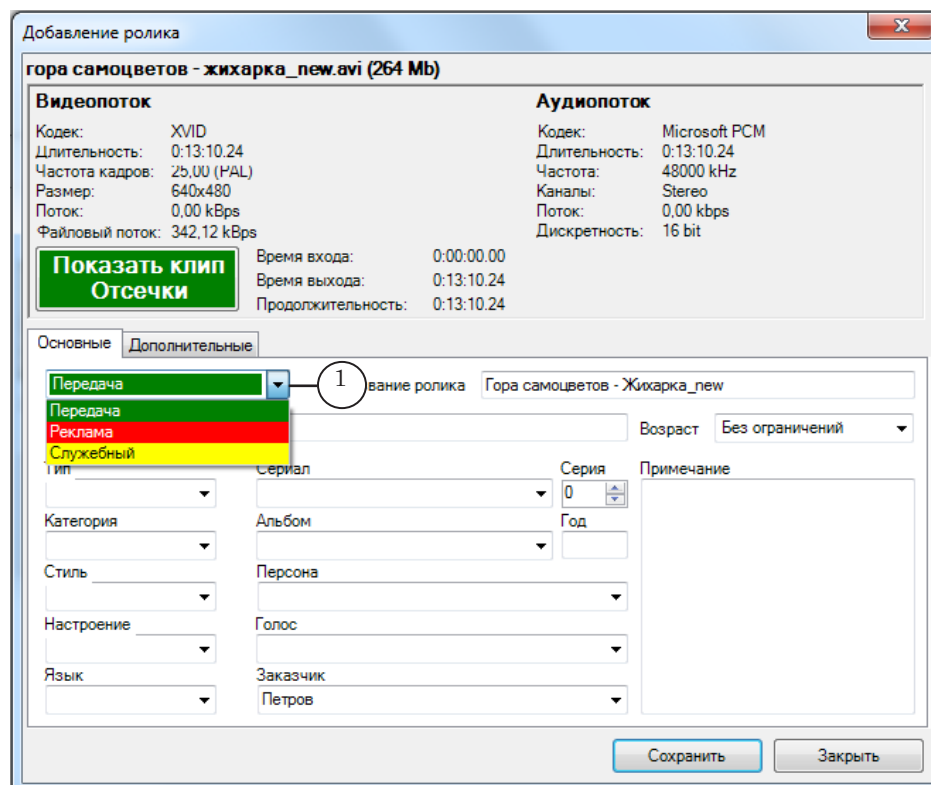 Добавление ролика
гора самоцветов - жихарка_new.avi (264 Mb)
Видеопоток Аудиопоток
Кодек: XVID Кодек: Microsoft PCM
Длительность: 0:13:10.24 Длительность: 0:13:10.24
Частота кадров: 25,00 (PAL) Частота: 48000 kHz
Размер: 640x480 Каналы: Stereo
Поток: 0,00 kBps Поток: 0,00 kbps
Файловый поток: 342,12 kBps Дискретность: 16 bit
Показать клип Отсечки
Время входа: 0:00:00.00
Время выхода: 0:13:10.24
Продолжительность: 0:13:10.24
Основные Дополнительные
Передача 1 вание ролика Гора самоцветов - Жихарка_new
Передача
Реклама Возраст Без ограничений
Служебный
Тип Сериал Серия Примечание
0
Категория Альбом Год
Стиль Персона
Настроение Голос
Язык Заказчик
Петров
Сохранить Закрыть